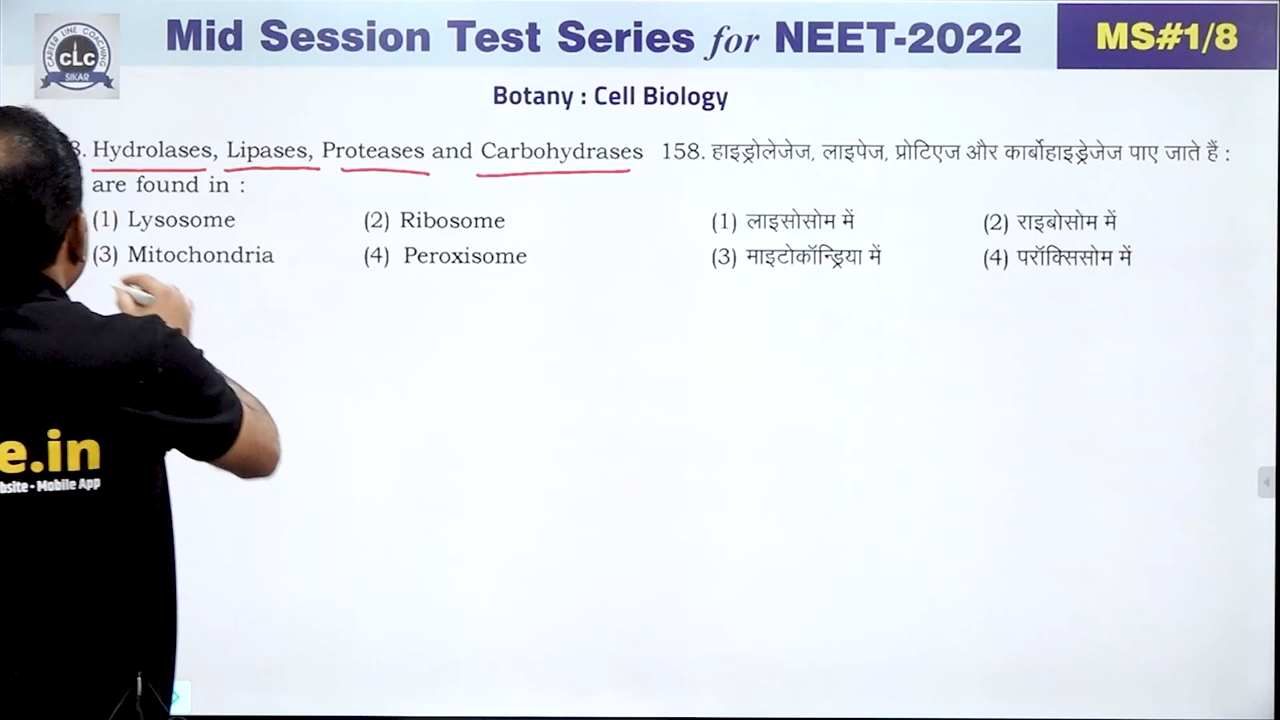 Mid Session Test Series for NEET-2022
MS#1/8
CAREER LINE COACHING
CLC
SIKAR
Botany : Cell Biology
8. Hydrolases, Lipases, Proteases and Carbohydrases
are found in :
(1) Lysosome (2) Ribosome
(3) Mitochondria (4) Peroxisome
158. हाइड्रोलेजेज, लाइपेज, प्रोटिएज और कार्बोहाइड्रेजेज पाए जाते हैं :
(1) लाइसोसोम में (2) राइबोसोम में
(3) माइटोकॉन्ड्रिया में (4) परॉक्सिसोम में
e.in
bsite - Mobile App